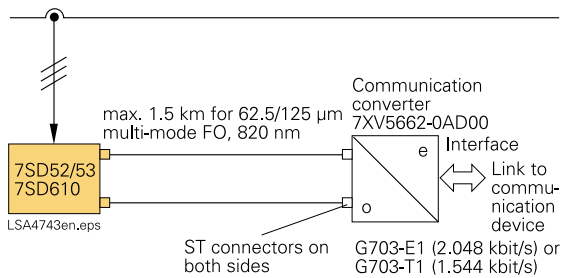 Communication
converter
7XV5662-0AD00
max. 1.5 km for 62.5/125 µm
multi-mode FO, 820 nm
7SD52/53
7SD610
LSA4743en.eps
e
o
Interface
Link to
commu-
nication
device
ST connectors on
both sides
G703-E1 (2.048 kbit/s) or
G703-T1 (1.544 kbit/s)